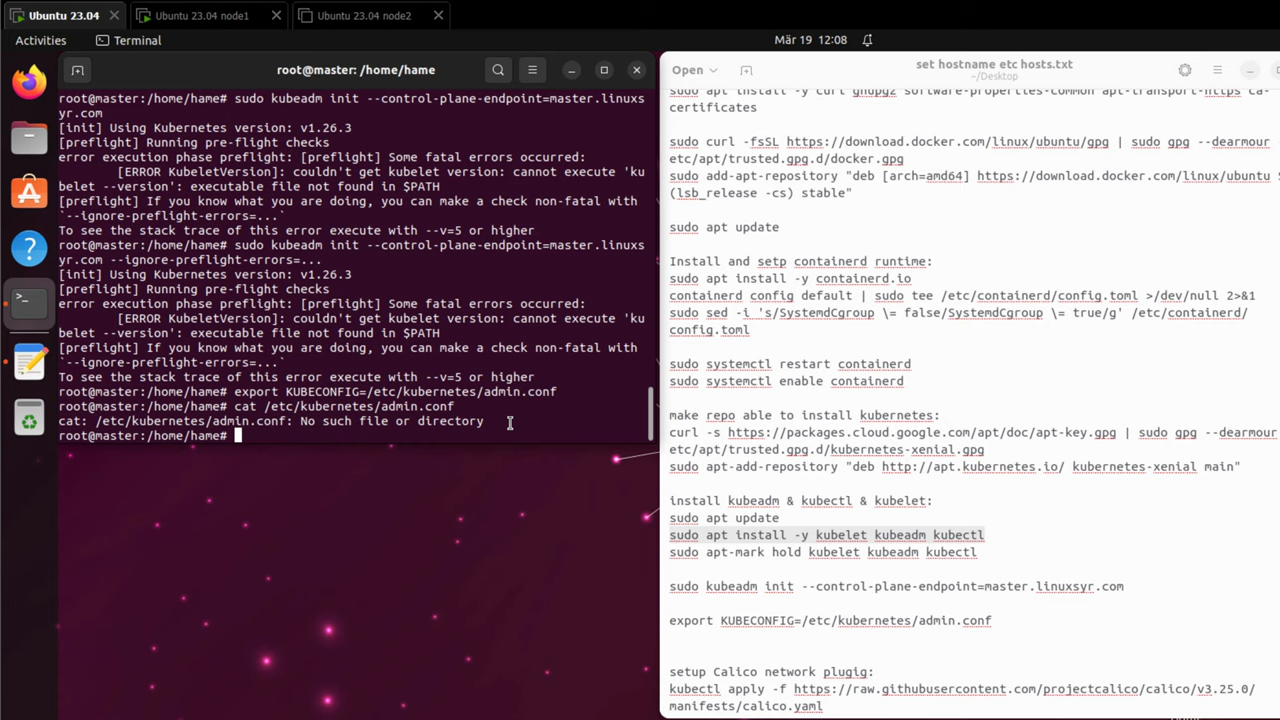 Ubuntu 23.04
Ubuntu 23.04 node1
Ubuntu 23.04 node2
Activities
Terminal
Mär 19 12:08
root@master: /home/hame
root@master:/home/hame# sudo kubeadm init --control-plane-endpoint=master.linuxs
yr.com
[init] Using Kubernetes version: v1.26.3
[preflight] Running pre-flight checks
error execution phase preflight: [preflight] Some fatal errors occurred:
[ERROR KubeletVersion]: couldn't get kubelet version: cannot execute 'ku
belet --version': executable file not found in $PATH
[preflight] If you know what you are doing, you can make a check non-fatal with
`--ignore-preflight-errors=...`
To see the stack trace of this error execute with --v=5 or higher
root@master:/home/hame# sudo kubeadm init --control-plane-endpoint=master.linuxs
yr.com --ignore-preflight-errors=...
[init] Using Kubernetes version: v1.26.3
[preflight] Running pre-flight checks
error execution phase preflight: [preflight] Some fatal errors occurred:
[ERROR KubeletVersion]: couldn't get kubelet version: cannot execute 'ku
belet --version': executable file not found in $PATH
[preflight] If you know what you are doing, you can make a check non-fatal with
`--ignore-preflight-errors=...`
To see the stack trace of this error execute with --v=5 or higher
root@master:/home/hame# export KUBECONFIG=/etc/kubernetes/admin.conf
root@master:/home/hame# cat /etc/kubernetes/admin.conf
cat: /etc/kubernetes/admin.conf: No such file or directory
root@master:/home/hame#
Open
set hostname etc hosts.txt
~/Desktop
sudo apt install -y curl gnupg2 software-properties-common apt-transport-https ca-
certificates
sudo curl -fsSL https://download.docker.com/linux/ubuntu/gpg | sudo gpg --dearmour
etc/apt/trusted.gpg.d/docker.gpg
sudo add-apt-repository "deb [arch=amd64] https://download.docker.com/linux/ubuntu $
(lsb_release -cs) stable"
sudo apt update
Install and setp containerd runtime:
sudo apt install -y containerd.io
containerd config default | sudo tee /etc/containerd/config.toml >/dev/null 2>&1
sudo sed -i 's/SystemdCgroup \= false/SystemdCgroup \= true/g' /etc/containerd/
config.toml
sudo systemctl restart containerd
sudo systemctl enable containerd
make repo able to install kubernetes:
curl -s https://packages.cloud.google.com/apt/doc/apt-key.gpg | sudo gpg --dearmour
etc/apt/trusted.gpg.d/kubernetes-xenial.gpg
sudo apt-add-repository "deb http://apt.kubernetes.io/ kubernetes-xenial main"
install kubeadm & kubectl & kubelet:
sudo apt update
sudo apt install -y kubelet kubeadm kubectl
sudo apt-mark hold kubelet kubeadm kubectl
sudo kubeadm init --control-plane-endpoint=master.linuxsyr.com
export KUBECONFIG=/etc/kubernetes/admin.conf
setup Calico network plugig:
kubectl apply -f https://raw.githubusercontent.com/projectcalico/calico/v3.25.0/
manifests/calico.yaml